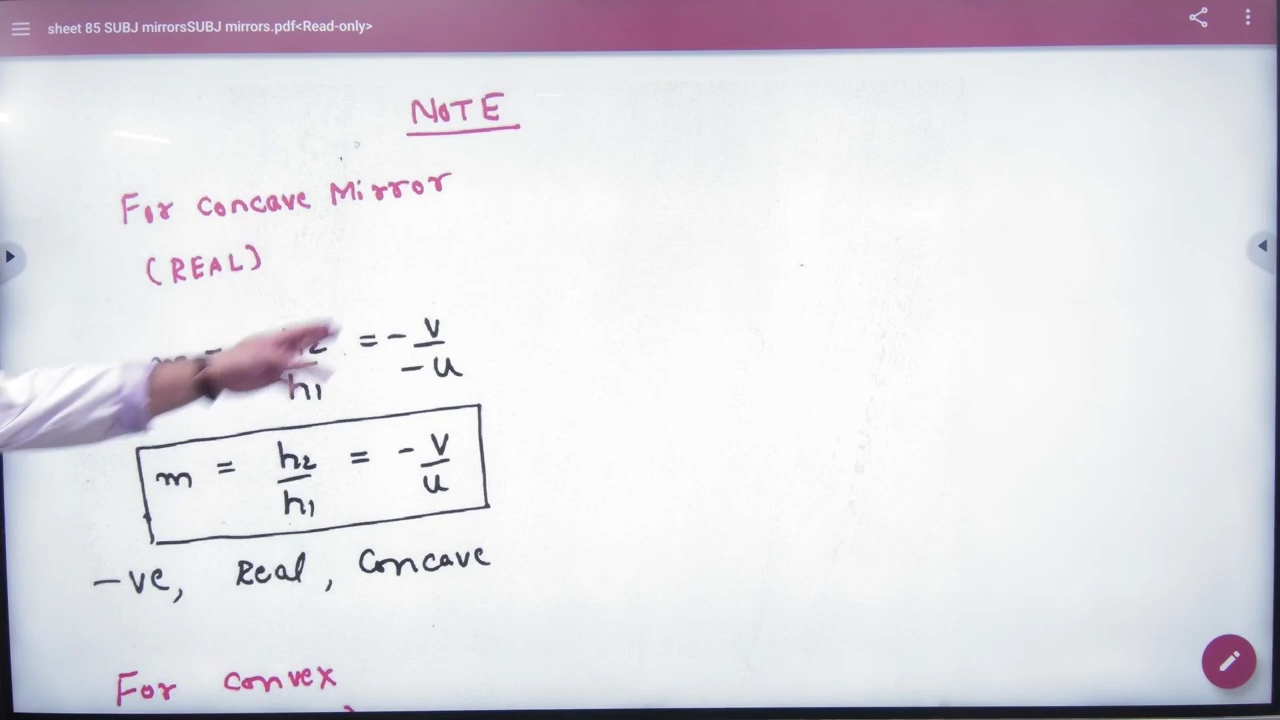 sheet 85 SUBJ mirrorsSUBJ mirrors.pdf<Read-only>
NOTE
For concave Mirror
(REAL)
h1 = - v / - u
m = h2 / h1 = - v / u
-ve, Real, Concave
For convex